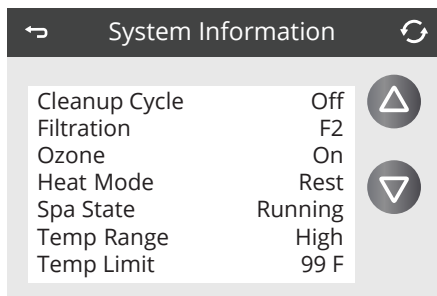 System Information
Cleanup Cycle Off
Filtration F2
Ozone On
Heat Mode Rest
Spa State Running
Temp Range High
Temp Limit 99 F